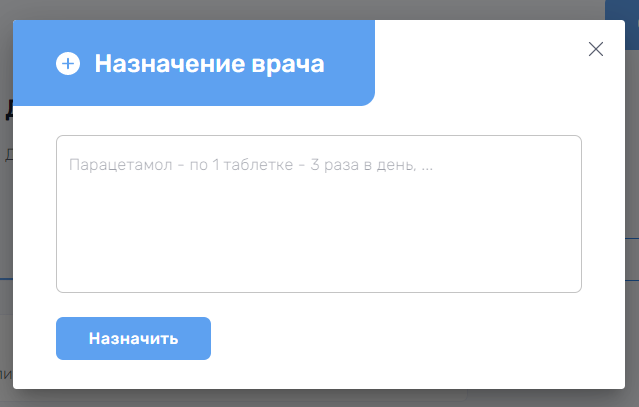 Назначение врача
Парацетамол - по 1 таблетке - 3 раза в день, ...
Назначить